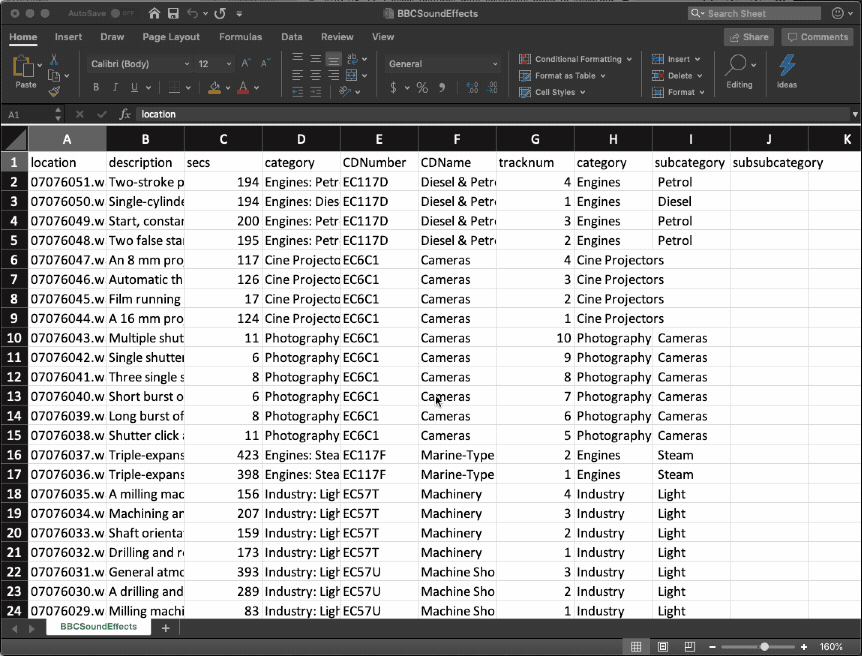 AutoSave OFF BBCSoundEffects Search Sheet
Home Insert Draw Page Layout Formulas Data Review View Share Comments
Paste Calibri (Body) 12 A A B I U A General $ % Conditional Formatting Format as Table Cell Styles Insert Delete Format Editing Ideas
A1 fx location
A B C D E F G H I J K
1 location description secs category CDNumber CDName tracknum category subcategory subsubcategory
2 07076051.w Two-stroke p 194 Engines: Petr EC117D Diesel & Petr 4 Engines Petrol
3 07076050.w Single-cylinde 194 Engines: Dies EC117D Diesel & Petr 1 Engines Diesel
4 07076049.w Start, constar 200 Engines: Petr EC117D Diesel & Petr 3 Engines Petrol
5 07076048.w Two false sta 195 Engines: Petr EC117D Diesel & Petr 2 Engines Petrol
6 07076047.w An 8 mm pro 117 Cine Projecto EC6C1 Cameras 4 Cine Projectors
7 07076046.w Automatic th 126 Cine Projecto EC6C1 Cameras 3 Cine Projectors
8 07076045.w Film running 17 Cine Projecto EC6C1 Cameras 2 Cine Projectors
9 07076044.w A 16 mm pro 124 Cine Projecto EC6C1 Cameras 1 Cine Projectors
10 07076043.w Multiple shut 11 Photography EC6C1 Cameras 10 Photography Cameras
11 07076042.w Single shutter 6 Photography EC6C1 Cameras 9 Photography Cameras
12 07076041.w Three single s 8 Photography EC6C1 Cameras 8 Photography Cameras
13 07076040.w Short burst o 6 Photography EC6C1 Cameras 7 Photography Cameras
14 07076039.w Long burst of 8 Photography EC6C1 Cameras 6 Photography Cameras
15 07076038.w Shutter click 11 Photography EC6C1 Cameras 5 Photography Cameras
16 07076037.w Triple-expans 423 Engines: Stea EC117F Marine-Type 2 Engines Steam
17 07076036.w Triple-expans 398 Engines: Stea EC117F Marine-Type 1 Engines Steam
18 07076035.w A milling mac 156 Industry: Ligh EC57T Machinery 4 Industry Light
19 07076034.w Machining an 207 Industry: Ligh EC57T Machinery 3 Industry Light
20 07076033.w Shaft orienta 159 Industry: Ligh EC57T Machinery 2 Industry Light
21 07076032.w Drilling and r 173 Industry: Ligh EC57T Machinery 1 Industry Light
22 07076031.w General atmo 393 Industry: Ligh EC57U Machine Sho 3 Industry Light
23 07076030.w A drilling and 289 Industry: Ligh EC57U Machine Sho 2 Industry Light
24 07076029.w Milling machi 83 Industry: Ligh EC57U Machine Sho 1 Industry Light
BBCSoundEffects +
160%